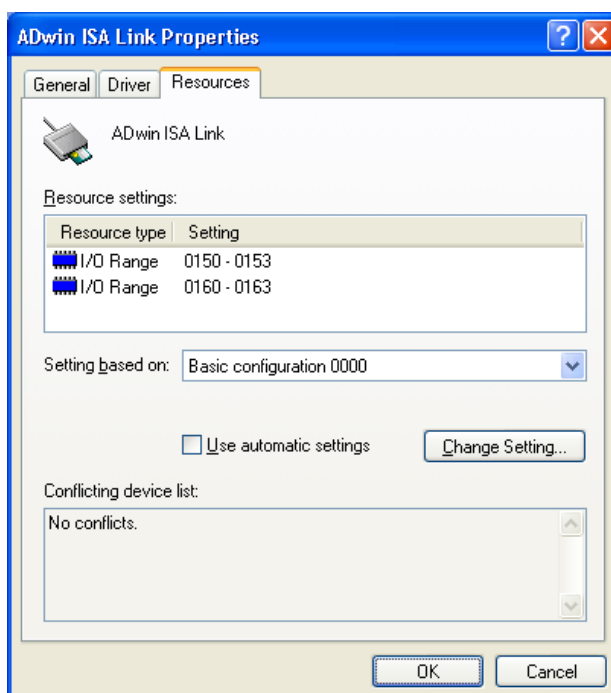 ADwin ISA Link Properties
General Driver Resources
ADwin ISA Link
Resource settings:
Resource type Setting
I/O Range 0150 - 0153
I/O Range 0160 - 0163
Setting based on: Basic configuration 0000
Use automatic settings Change Setting...
Conflicting device list:
No conflicts.
OK Cancel